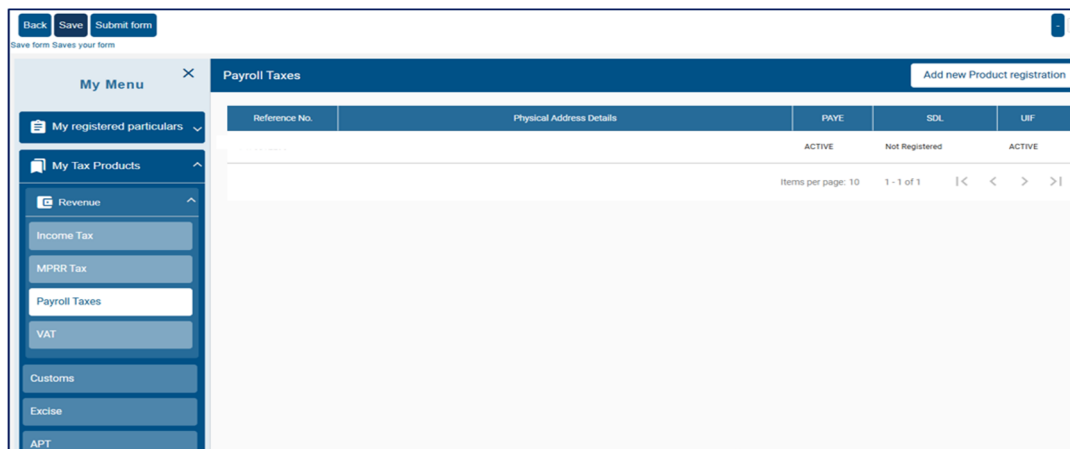 Back Save Submit form -
Save form Saves your form
My Menu
Payroll Taxes Add new Product registration
My registered particulars
Reference No. Physical Address Details PAYE SDL UIF
ACTIVE Not Registered ACTIVE
My Tax Products
Items per page: 10 1 - 1 of 1
Revenue
Income Tax
MPRR Tax
Payroll Taxes
VAT
Customs
Excise
APT